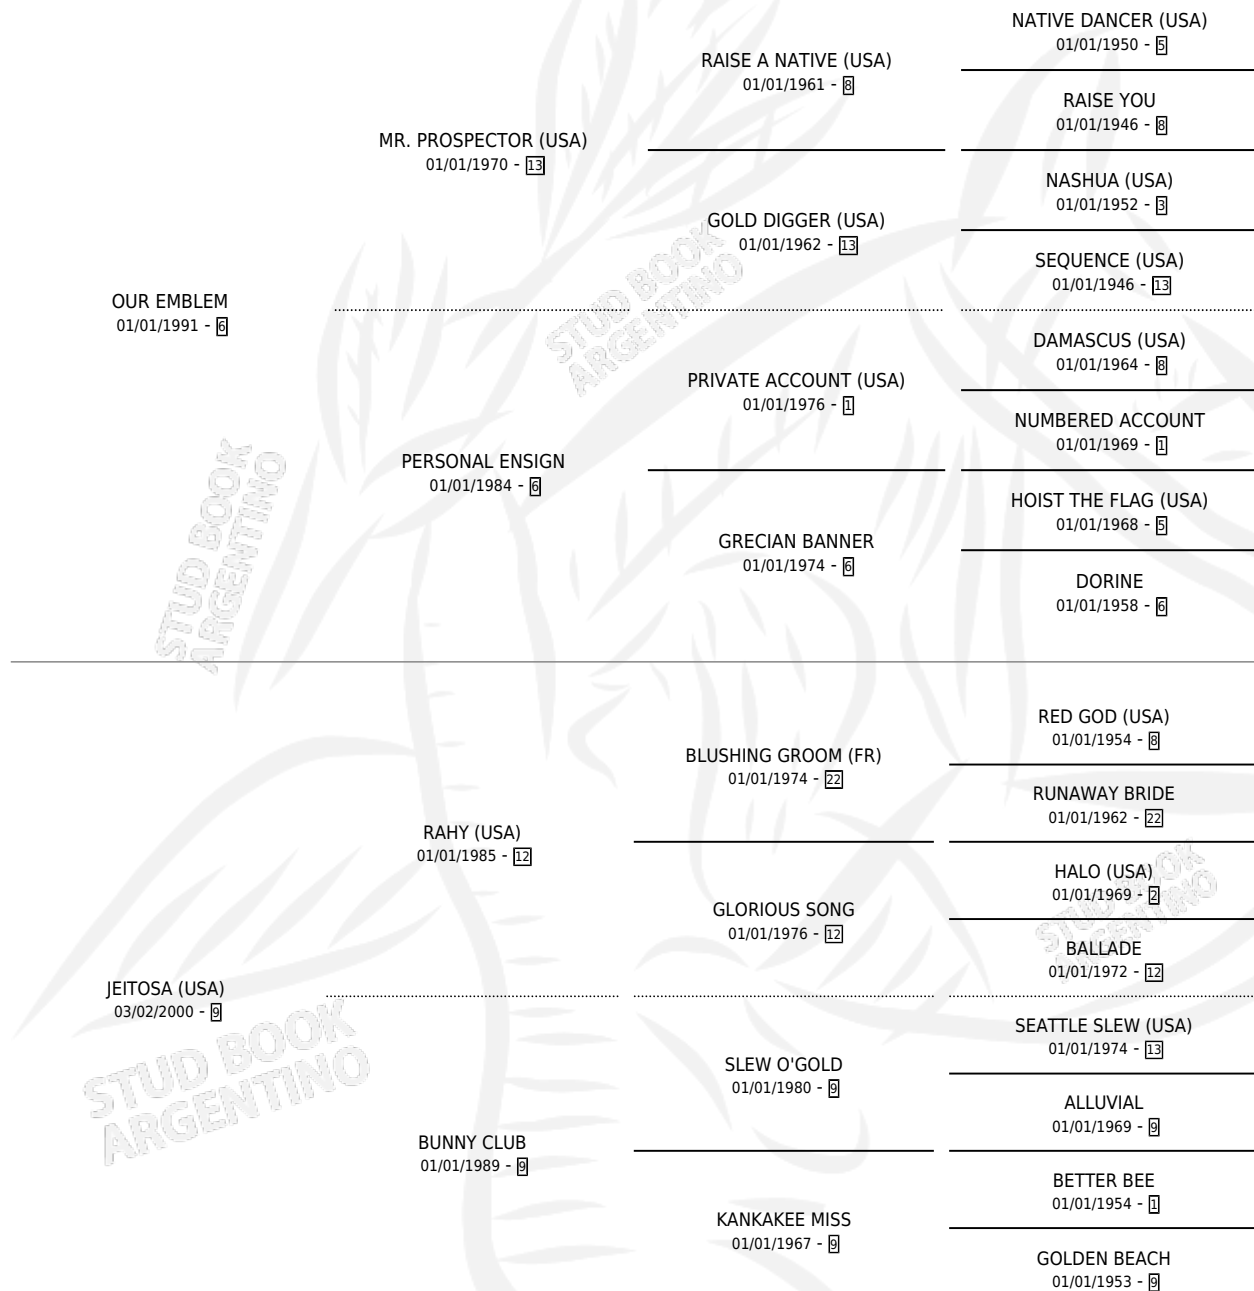 NATIVE DANCER (USA)
01/01/1950 - 5
RAISE A NATIVE (USA)
01/01/1961 - 8
RAISE YOU
01/01/1946 - 8
MR. PROSPECTOR (USA)
01/01/1970 - 13
NASHUA (USA)
01/01/1952 - 3
GOLD DIGGER (USA)
01/01/1962 - 13
SEQUENCE (USA)
01/01/1946 - 13
OUR EMBLEM
01/01/1991 - 6
DAMASCUS (USA)
01/01/1964 - 8
PRIVATE ACCOUNT (USA)
01/01/1976 - 1
NUMBERED ACCOUNT
01/01/1969 - 1
PERSONAL ENSIGN
01/01/1984 - 6
HOIST THE FLAG (USA)
01/01/1968 - 5
GRECIAN BANNER
01/01/1974 - 6
DORINE
01/01/1958 - 6
RED GOD (USA)
01/01/1954 - 8
BLUSHING GROOM (FR)
01/01/1974 - 22
RUNAWAY BRIDE
01/01/1962 - 22
RAHY (USA)
01/01/1985 - 12
HALO (USA)
01/01/1969 - 2
GLORIOUS SONG
01/01/1976 - 12
BALLADE
01/01/1972 - 12
JEITOSA (USA)
03/02/2000 - 9
SEATTLE SLEW (USA)
01/01/1974 - 13
SLEW O'GOLD
01/01/1980 - 9
ALLUVIAL
01/01/1969 - 9
BUNNY CLUB
01/01/1989 - 9
BETTER BEE
01/01/1954 - 1
KANKAKEE MISS
01/01/1967 - 9
GOLDEN BEACH
01/01/1953 - 9
STUD BOOK
ARGENTINO
STUD BOOK
ARGENTINO
STUD BOOK
ARGENTINO
STUD BOOK
ARGENTINO